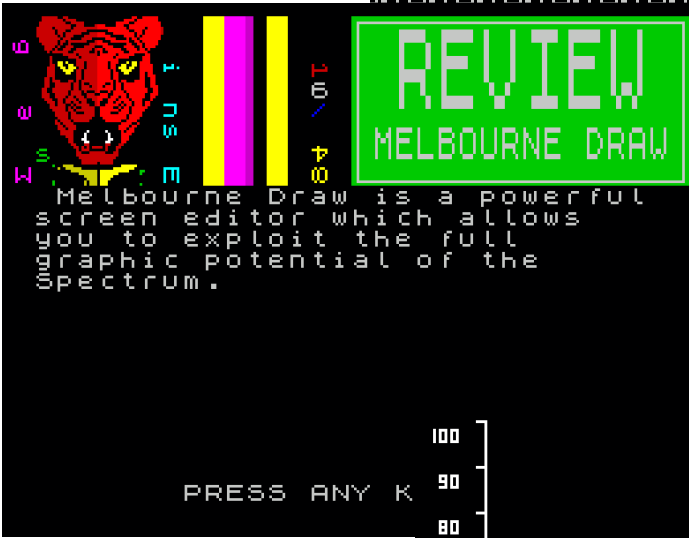 REVIEW
MELBOURNE DRAW
Melbourne Draw is a powerful
screen editor which allows
you to exploit the full
graphic potential of the
Spectrum.
100
90
PRESS ANY K
80